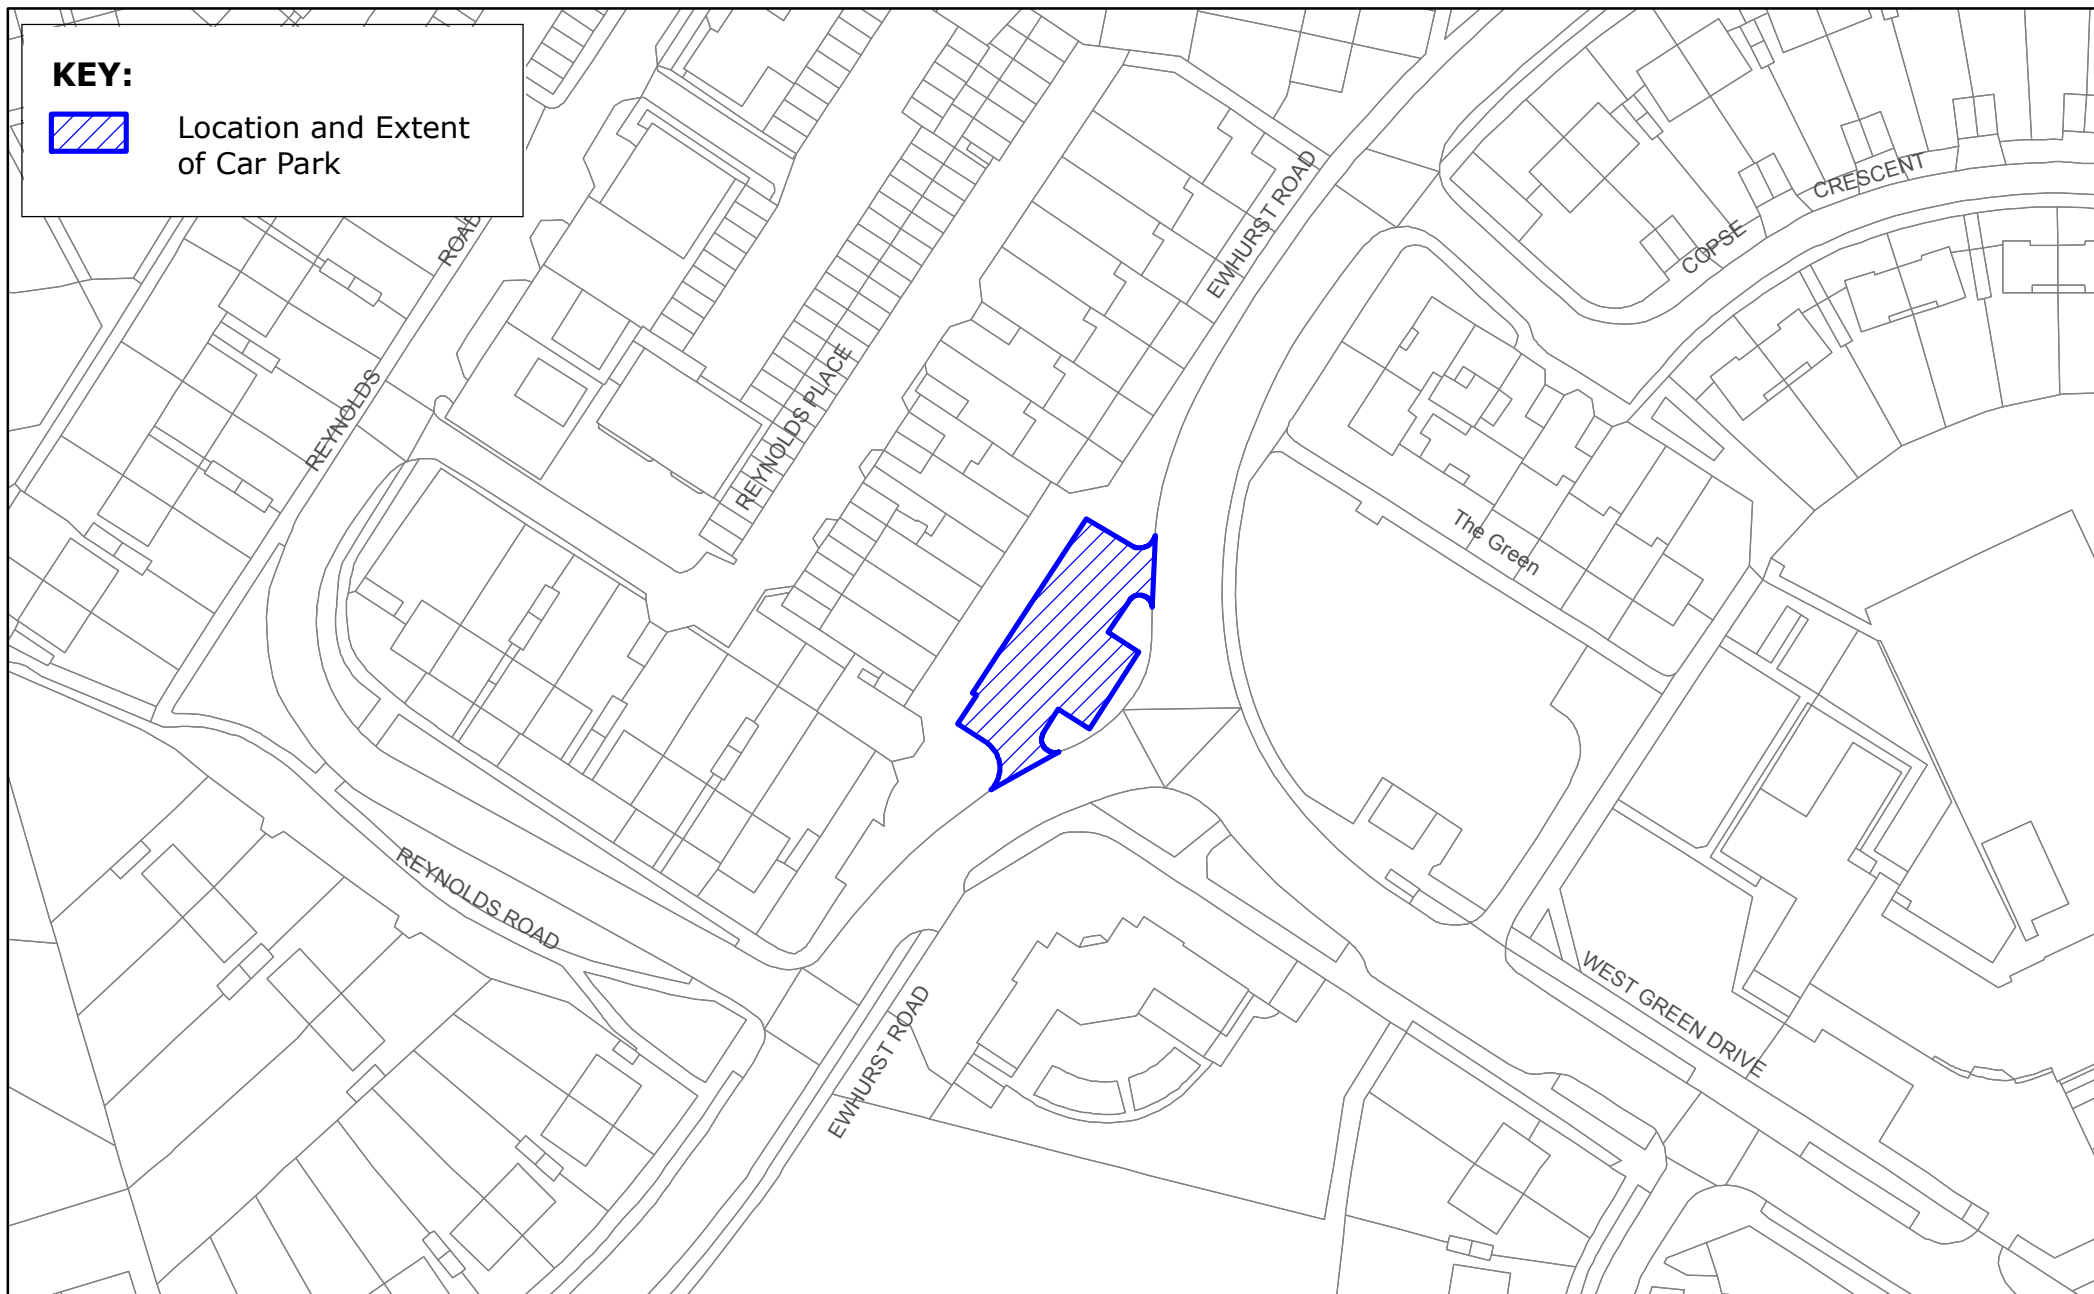 KEY:
Location and Extent
of Car Park
ROAD
REYNOLDS
REYNOLDS PLACE
EWHURST ROAD
COPSE
CRESCENT
The Green
REYNOLDS ROAD
EWHURST ROAD
WEST GREEN DRIVE